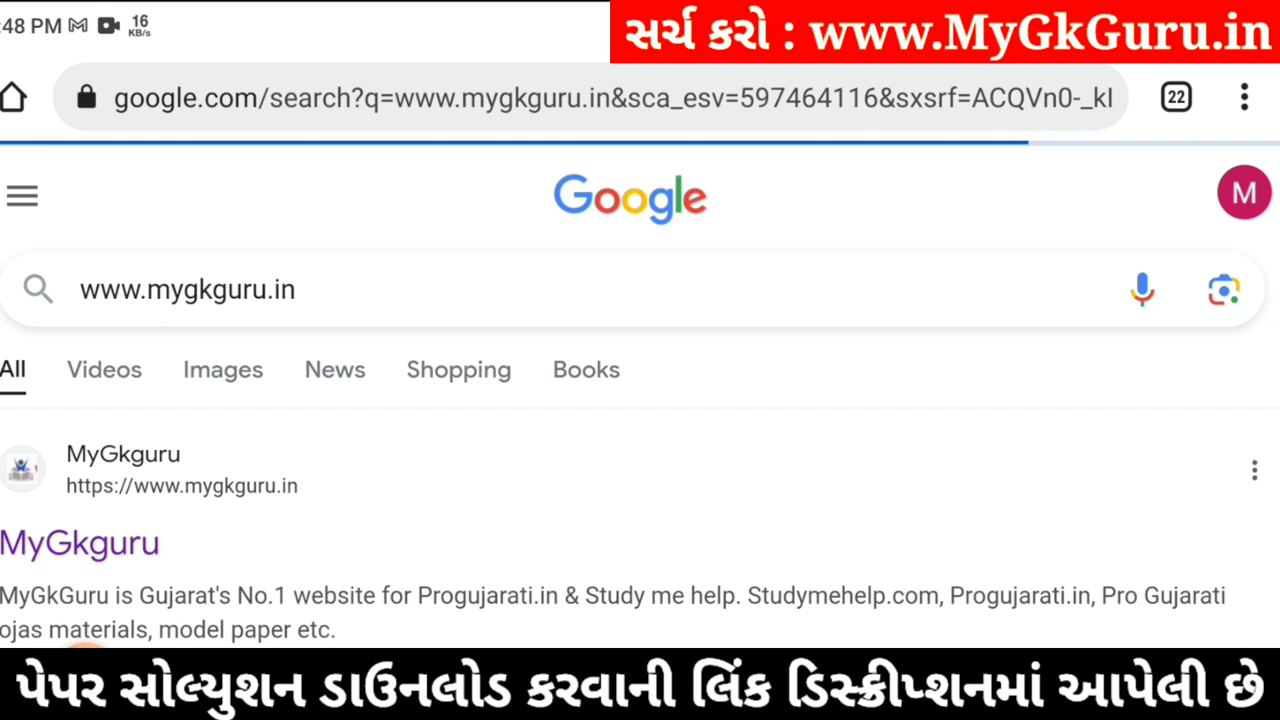 :48 PM 16 KB/s
સર્ચ કરો : www.MyGkGuru.in
google.com/search?q=www.mygkguru.in&sca_esv=597464116&sxsrf=ACQVn0-_kI
22
Google
M
www.mygkguru.in
All Videos Images News Shopping Books
MyGkguru
https://www.mygkguru.in
MyGkguru
MyGkGuru is Gujarat's No.1 website for Progujarati.in & Study me help. Studymehelp.com, Progujarati.in, Pro Gujarati
ojas materials, model paper etc.
પેપર સોલ્યુશન ડાઉનલોડ કરવાની લિંક ડિસ્ક્રીપ્શનમાં આપેલી છે